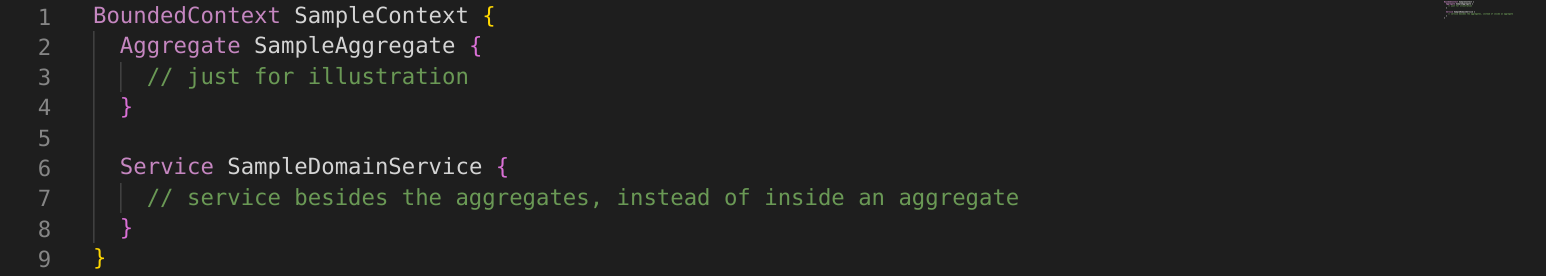 1 BoundedContext SampleContext {
2   Aggregate SampleAggregate {
3     // just for illustration
4   }
5
6   Service SampleDomainService {
7     // service besides the aggregates, instead of inside an aggregate
8   }
9 }